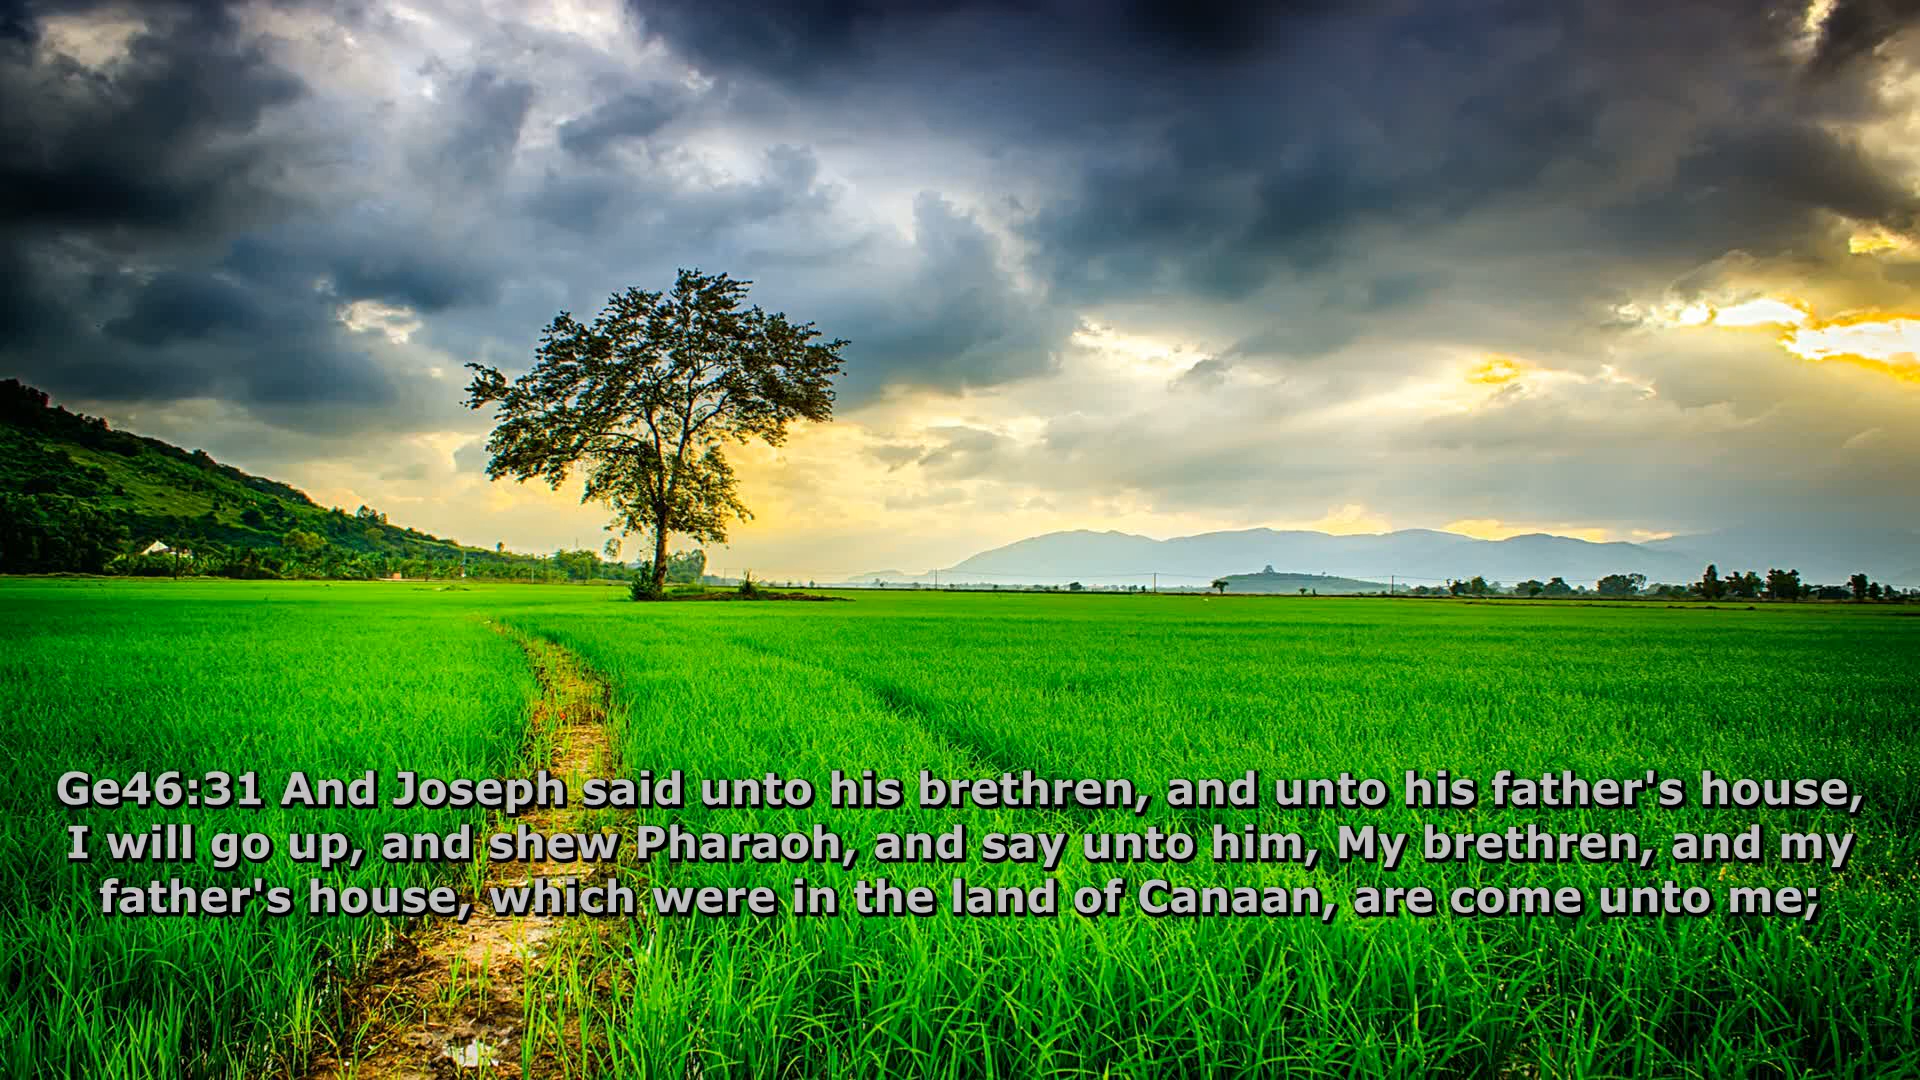 Ge46:31 And Joseph said unto his brethren, and unto his father's house,
I will go up, and shew Pharaoh, and say unto him, My brethren, and my
father's house, which were in the land of Canaan, are come unto me;